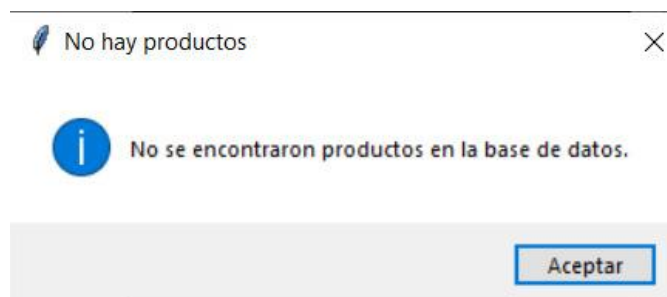 No hay productos
No se encontraron productos en la base de datos.
Aceptar